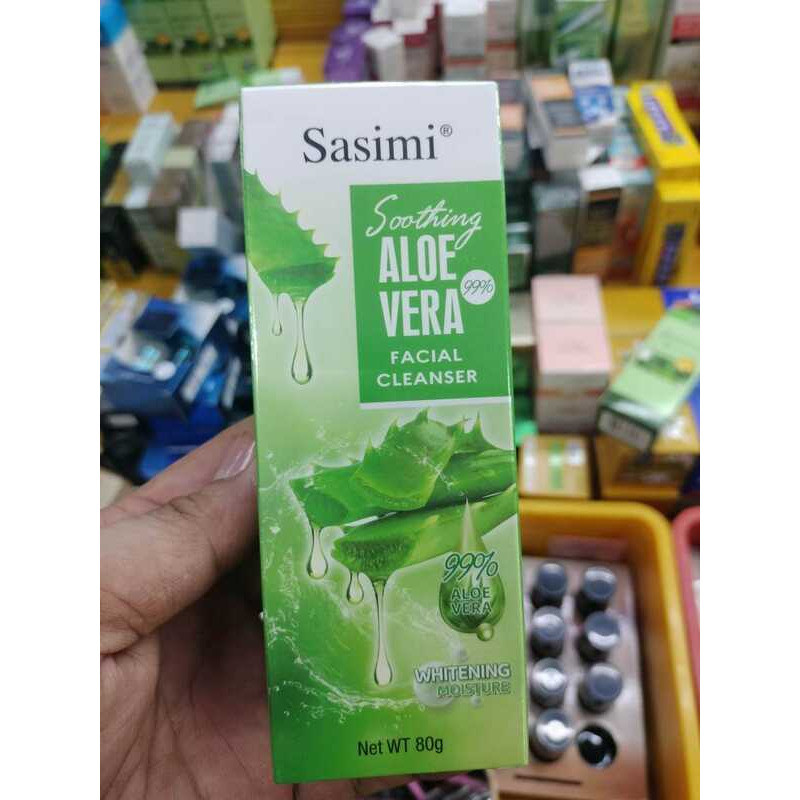 Sasimi®
Soothing
ALOE
VERA
99%
FACIAL
CLEANSER
99%
ALOE
VERA
WHITENING
MOISTURE
Net WT 80g